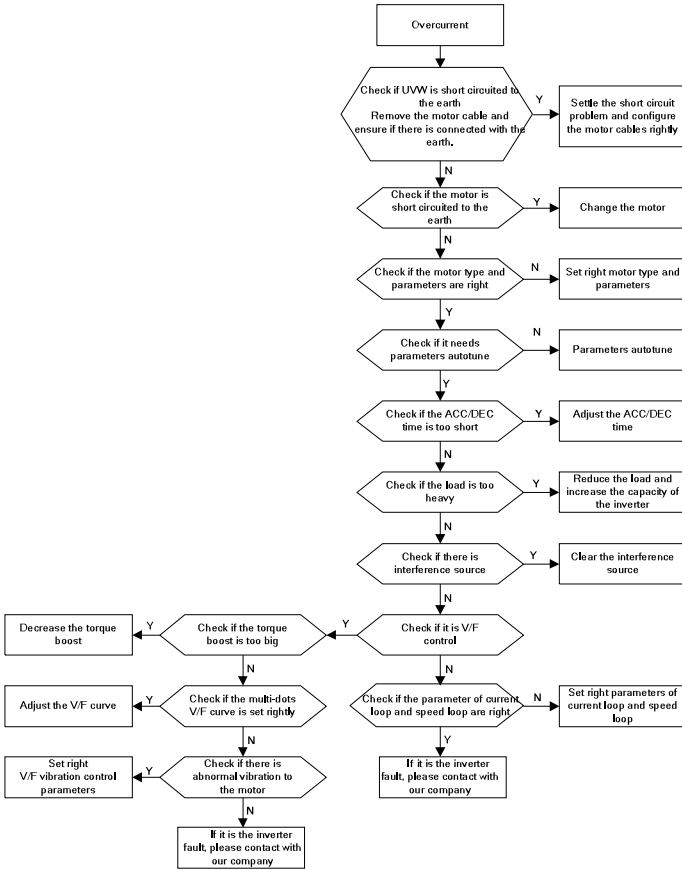 Overcurrent
Check if UVW is short circuited to
the earth
Remove the motor cable and
ensure if there is connected with the
earth.
Y
Settle the short circuit
problem and configure
the motor cables rightly
N
Check if the motor is
short circuited to the
earth
Y
Change the motor
N
Check if the motor type and
parameters are right
N
Set right motor type and
parameters
Y
Check if it needs
parameters autotune
N
Parameters autotune
Y
Check if the ACC/DEC
time is too short
Y
Adjust the ACC/DEC
time
N
Check if the load is too
heavy
Y
Reduce the load and
increase the capacity of
the inverter
N
Check if there is
interference source
Y
Clear the interference
source
N
Check if it is V/F
control
Y
Check if the torque
boost is too big
Y
Decrease the torque
boost
N
N
Check if the multi-dots
V/F curve is set rightly
Y
Adjust the V/F curve
Check if the parameter of current
loop and speed loop are right
N
Set right parameters of
current loop and speed
loop
N
Y
Check if there is
abnormal vibration to
the motor
Y
Set right
V/F vibration control
parameters
If it is the inverter
fault, please contact with
our company
N
If it is the inverter
fault, please contact with
our company